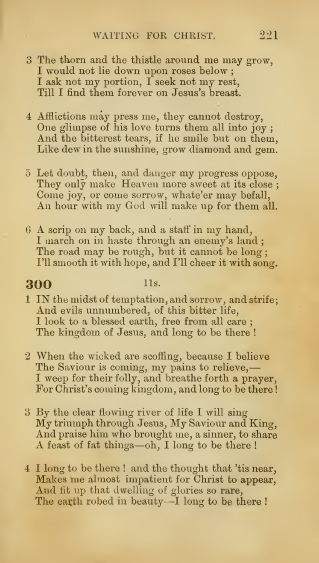 WAITING FOR CHRIST. 221
3 The thorn and the thistle around me may grow,
I would not lie down upon roses below ;
I ask not my portion, I seek not my rest,
Till I find them forever on Jesus's breast.
4 Afflictions may press me, they cannot destroy,
One glimpse of his love turns them all into joy ;
And the bitterest tears, if he smile but on them,
Like dew in the sunshine, grow diamond and gem.
5 Let doubt, then, and danger my progress oppose,
They only make Heaven more sweet at its close ;
Come joy, or come sorrow, whate'er may befall,
An hour with my God will make up for them all.
6 A scrip on my back, and a staff in my hand,
I march on in haste through an enemy's land ;
The road may be rough, but it cannot be long ;
I'll smooth it with hope, and I'll cheer it with song.
300 11s.
1 IN the midst of temptation, and sorrow, and strife;
And evils unnumbered, of this bitter life,
I look to a blessed earth, free from all care ;
The kingdom of Jesus, and long to be there !
2 When the wicked are scoffing, because I believe
The Saviour is coming, my pains to relieve,—
I weep for their folly, and breathe forth a prayer,
For Christ's coming kingdom, and long to be there !
3 By the clear flowing river of life I will sing
My triumph through Jesus, My Saviour and King,
And praise him who brought me, a sinner, to share
A feast of fat things—oh, I long to be there !
4 I long to be there ! and the thought that 'tis near,
Makes me almost impatient for Christ to appear,
And fit up that dwelling of glories so rare,
The earth robed in beauty—I long to be there !